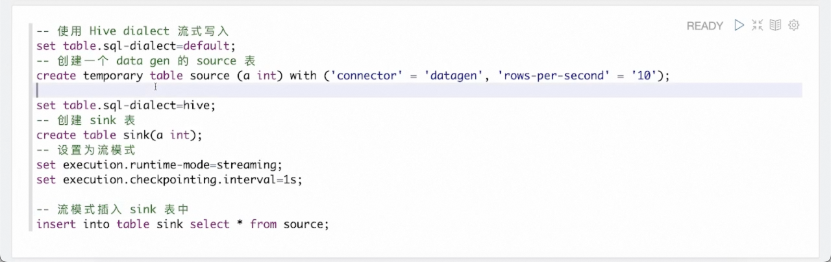 READY
-- 使用 Hive dialect 流式写入
set table.sql-dialect=default;
-- 创建一个 data gen 的 source 表
create temporary table source (a int) with ('connector' = 'datagen', 'rows-per-second' = '10');
set table.sql-dialect=hive;
-- 创建 sink 表
create table sink(a int);
-- 设置为流模式
set execution.runtime-mode=streaming;
set execution.checkpointing.interval=1s;
-- 流模式插入 sink 表中
insert into table sink select * from source;